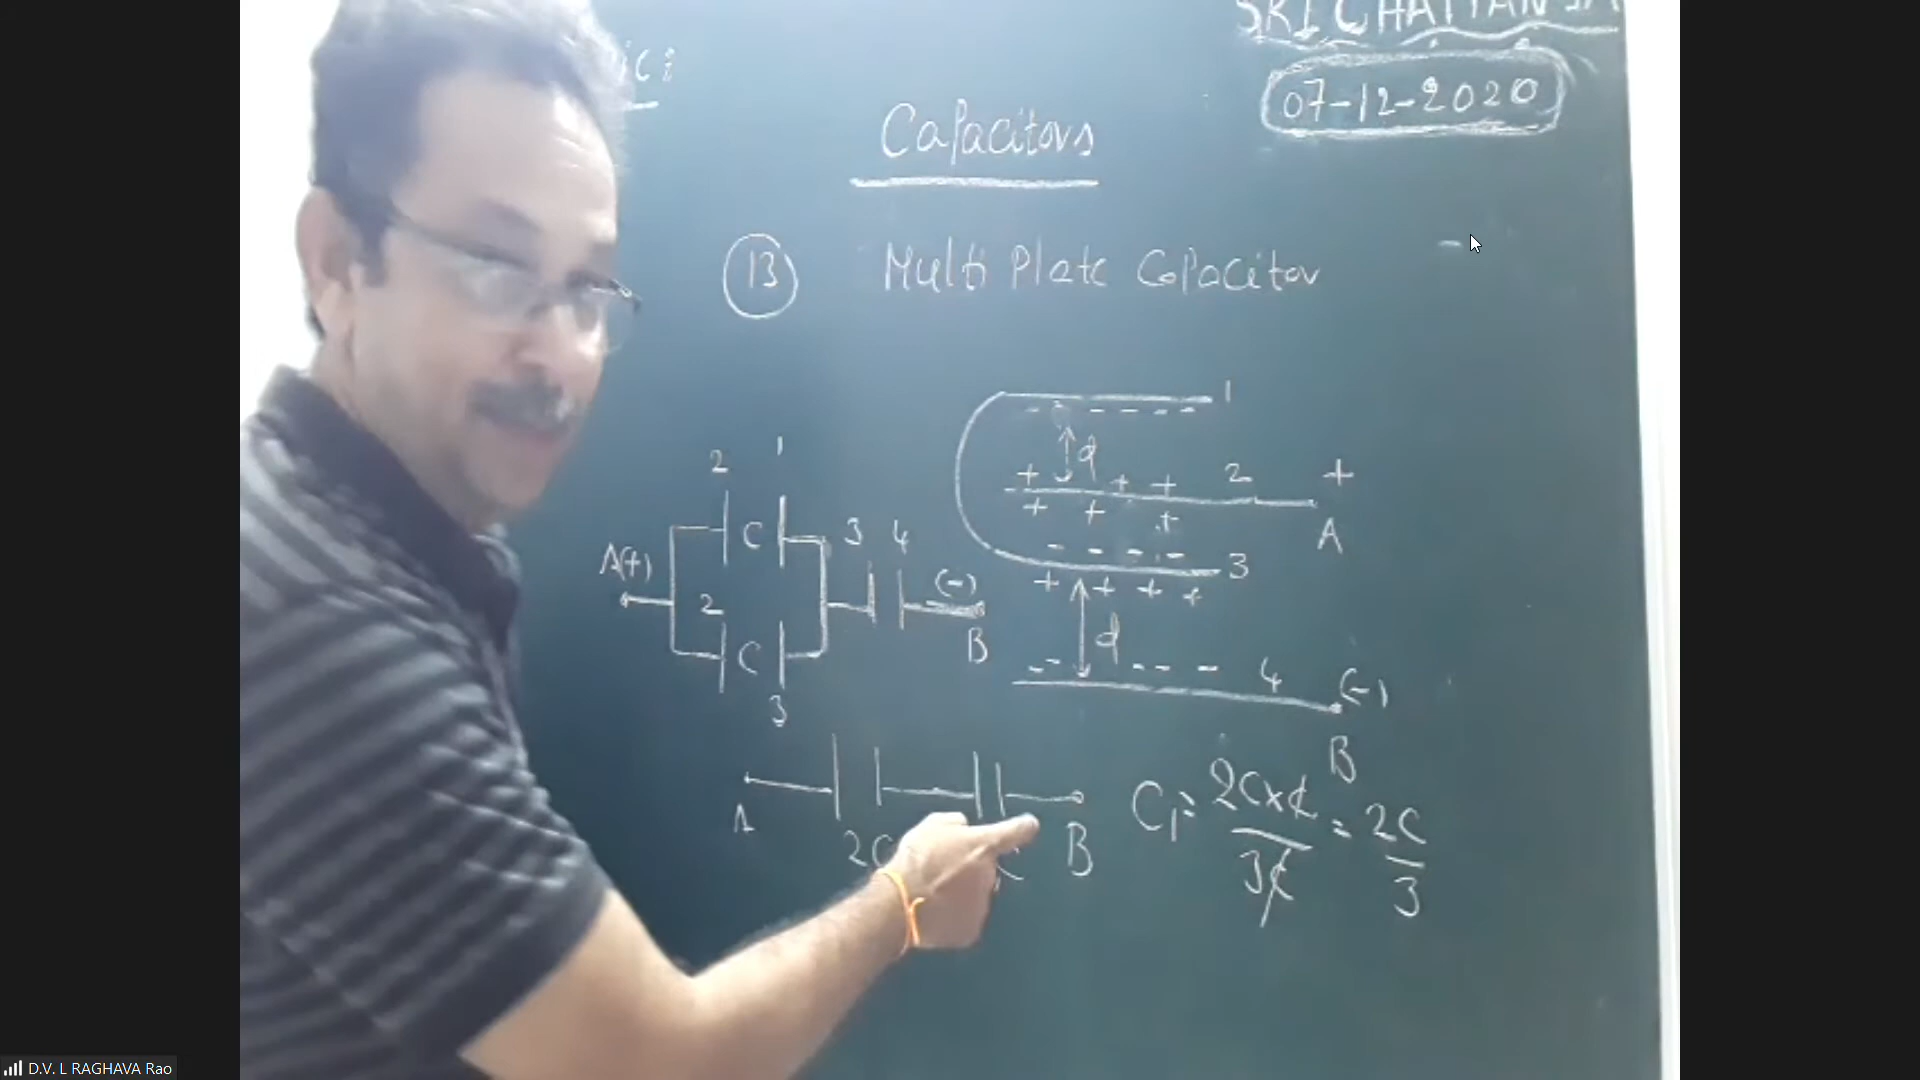 SRI CHAITANYA
ic:
07-12-2020
Capacitors
13 Multi Plate Capacitor
1
- - - - -
d
+ + + 2 +
+ + + A
- - - -
3
+ + + +
d
- - - - - 4 (-)
B
2 1
C 3 4
A(+) (-)
2 B
C
3
A 2C C B
C₁ = 2C×C/3C = 2C/3
D.V. L RAGHAVA Rao